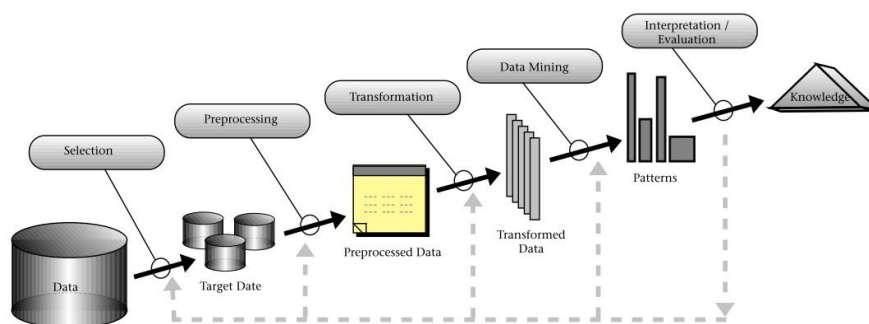 Interpretation /
Evaluation
Data Mining
Transformation
Preprocessing
Selection
Data
Target Date
Preprocessed Data
Transformed
Data
Patterns
Knowledge